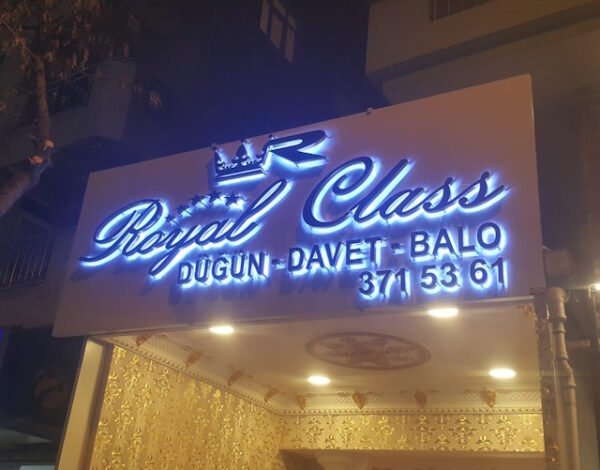 R
Royal Class
DÜGÜN - DAVET - BALO
371 53 61